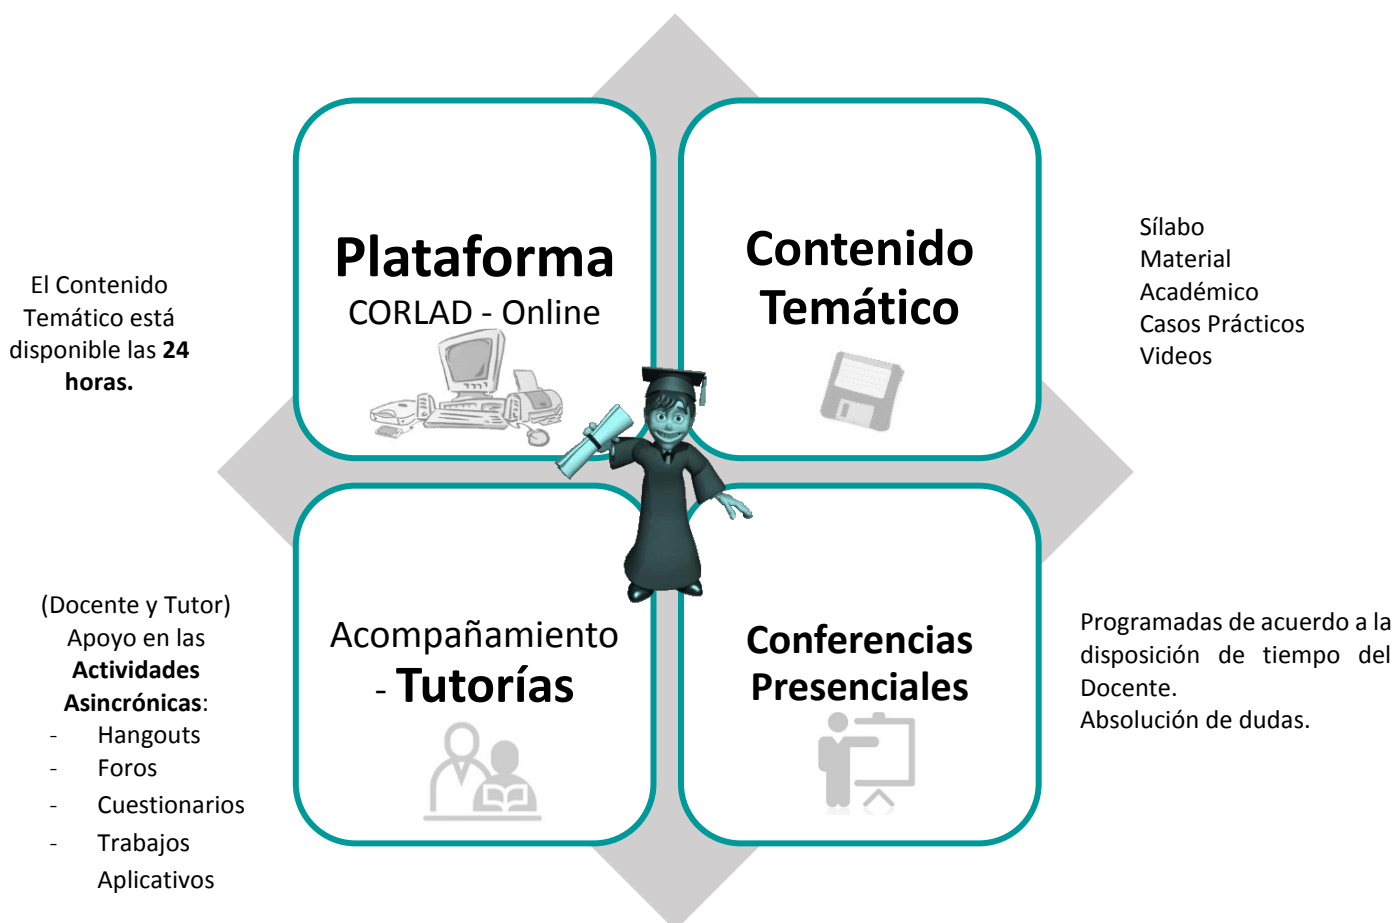 El Contenido
Temático está
disponible las 24
horas.
Plataforma
CORLAD - Online
Contenido
Temático
Sílabo
Material
Académico
Casos Prácticos
Videos
(Docente y Tutor)
Apoyo en las
Actividades
Asincrónicas:
- Hangouts
- Foros
- Cuestionarios
- Trabajos
Aplicativos
Acompañamiento
- Tutorías
Conferencias
Presenciales
Programadas de acuerdo a la
disposición de tiempo del
Docente.
Absolución de dudas.